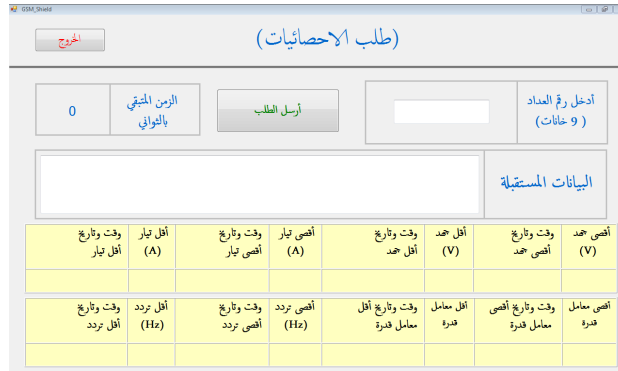 GSM_Shield
(طلب الاحصائيات)
الخروج
أدخل رقم العداد
( 9 خانات)
أرسل الطلب
الزمن المتبقي
بالثواني
0
البيانات المستقبلة
أقصى جهد
(V)
وقت وتاريخ
أقصى جهد
أقل جهد
(V)
وقت وتاريخ
أقل جهد
أقصى تيار
(A)
وقت وتاريخ
أقصى تيار
أقل تيار
(A)
وقت وتاريخ
أقل تيار
أقصى معامل
قدرة
وقت وتاريخ أقصى
معامل قدرة
أقل معامل
قدرة
وقت وتاريخ أقل
معامل قدرة
أقصى تردد
(Hz)
وقت وتاريخ
أقصى تردد
أقل تردد
(Hz)
وقت وتاريخ
أقل تردد